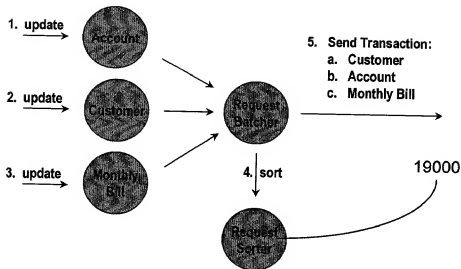 1. update
Account
2. update
Customer
3. update
Monthly
Bill
Request
Batcher
4. sort
Request
Sorter
5. Send Transaction:
a. Customer
b. Account
c. Monthly Bill
19000